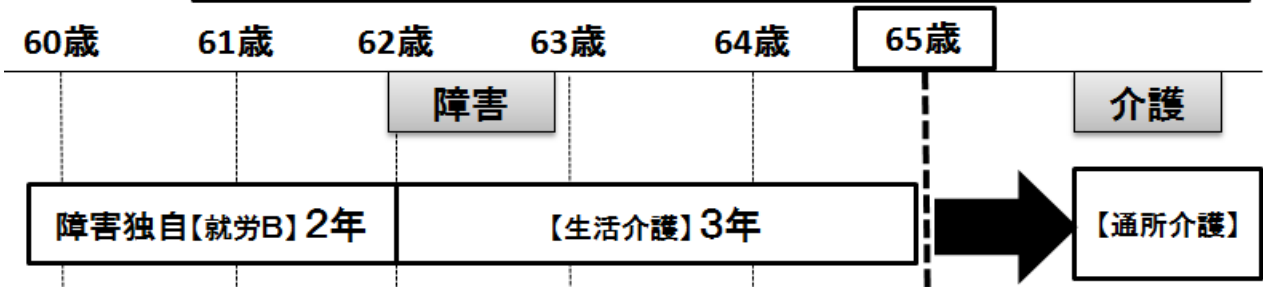 60歳 61歳 62歳 63歳 64歳 65歳
障害 介護
障害独自【就労B】2年 【生活介護】3年 【通所介護】